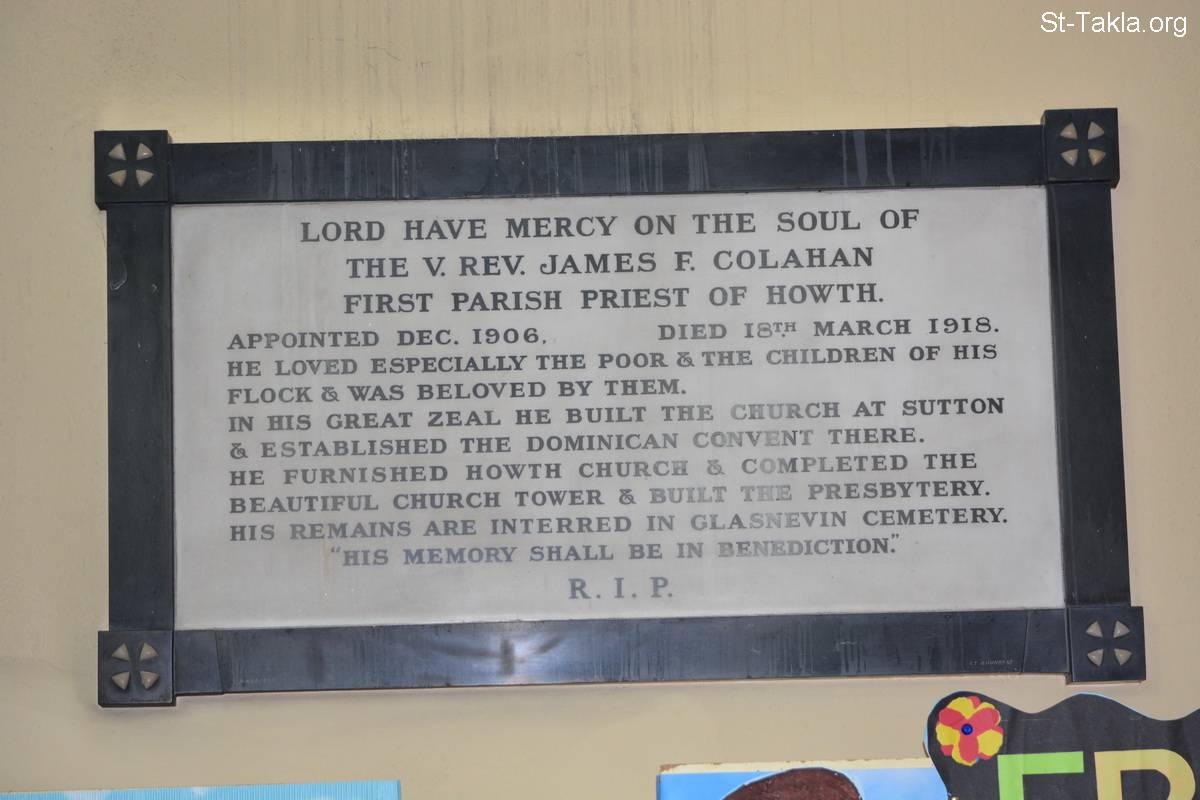 St-Takla.org
LORD HAVE MERCY ON THE SOUL OF
THE V. REV. JAMES F. COLAHAN
FIRST PARISH PRIEST OF HOWTH.
APPOINTED DEC. 1906. DIED 18TH MARCH 1918.
HE LOVED ESPECIALLY THE POOR & THE CHILDREN OF HIS
FLOCK & WAS BELOVED BY THEM.
IN HIS GREAT ZEAL HE BUILT THE CHURCH AT SUTTON
& ESTABLISHED THE DOMINICAN CONVENT THERE.
HE FURNISHED HOWTH CHURCH & COMPLETED THE
BEAUTIFUL CHURCH TOWER & BUILT THE PRESBYTERY.
HIS REMAINS ARE INTERRED IN GLASNEVIN CEMETERY.
"HIS MEMORY SHALL BE IN BENEDICTION."
R. I. P.